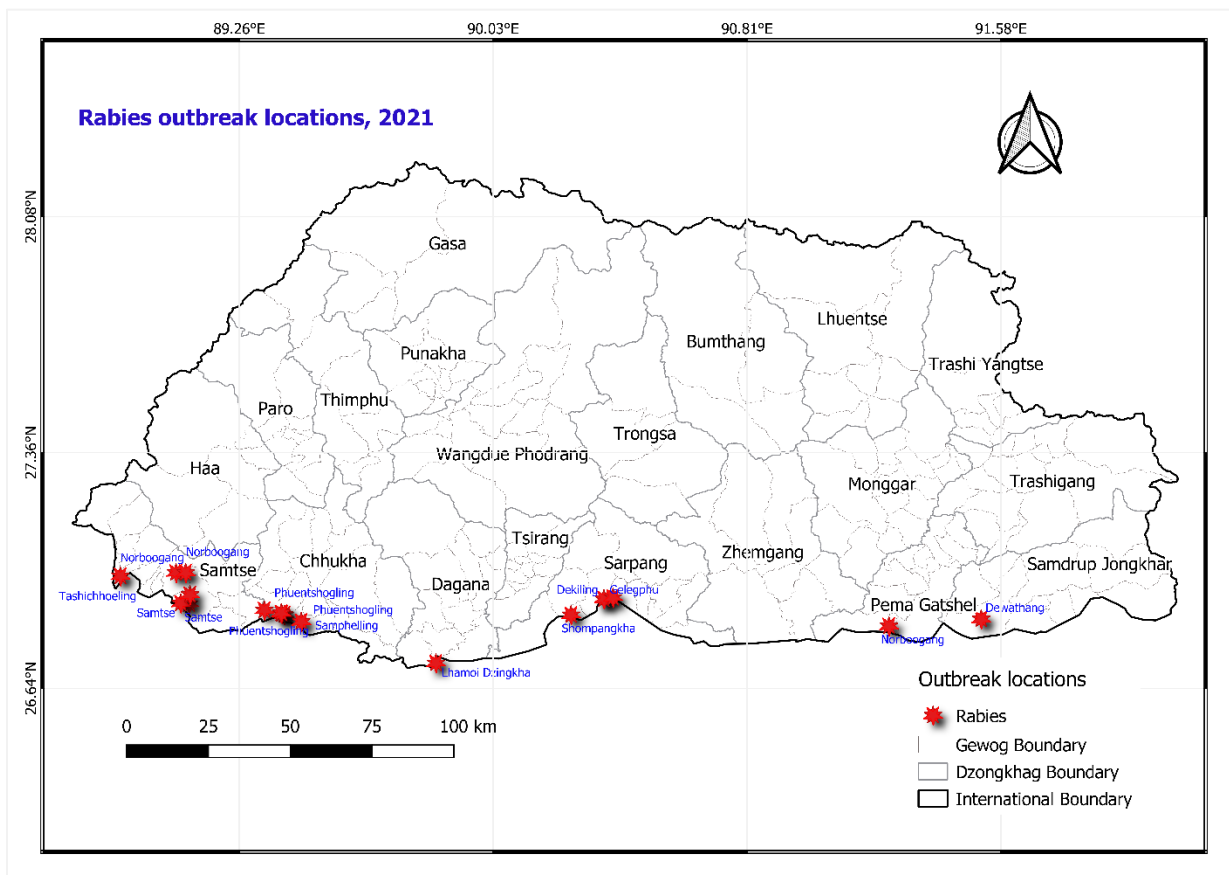 89.26°E
90.03°E
90.81°E
91.58°E
Rabies outbreak locations, 2021
28.08°N
27.36°N
26.64°N
Gasa
Lhuentse
Bumthang
Punakha
Trashi Yangtse
Paro
Thimphu
Trongsa
Wangdue Phodrang
Haa
Monggar
Trashigang
Tsirang
Zhemgang
Chhukha
Sarpang
Samdrup Jongkhar
Samtse
Dagana
Pema Gatshel
Norboogang
Norboogang
Tashichhoeling
Samtse
Samtse
Phuentshogling
Phuentshogling
Phuentshogling
Samphelling
Lhamoi Dzingkha
Dekiling
Gelegphu
Shompangkha
Norboogang
Dewathang
0 25 50 75 100 km
Outbreak locations
Rabies
Gewog Boundary
Dzongkhag Boundary
International Boundary